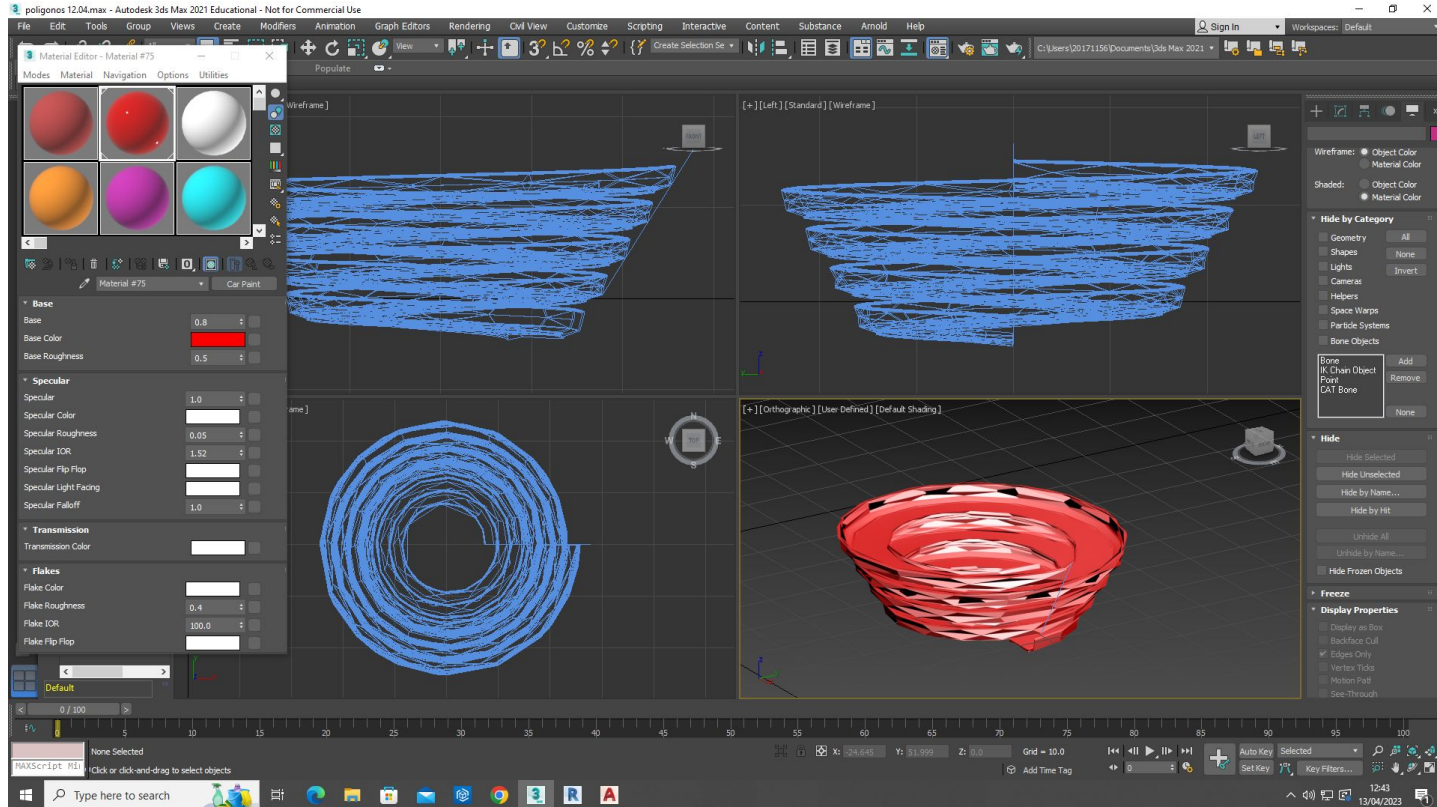 poligonos 12.04.max - Autodesk 3ds Max 2021 Educational - Not for Commercial Use
File Edit Tools Group Views Create Modifiers Animation Graph Editors Rendering Civil View Customize Scripting Interactive Content Substance Arnold Help
Sign In
Workspaces: Default
View
Create Selection Se
C:\Users\20171156\Documents\3ds Max 2021
Populate
Material Editor - Material #75
Modes Material Navigation Options Utilities
Material #75
Car Paint
Base
Base 0.8
Base Color
Base Roughness 0.5
Specular
Specular 1.0
Specular Color
Specular Roughness 0.05
Specular IOR 1.52
Specular Flip Flop
Specular Light Facing
Specular Falloff 1.0
Transmission
Transmission Color
Flakes
Flake Color
Flake Roughness 0.4
Flake IOR 100.0
Flake Flip Flop
Default
Wireframe ]
FRONT
[+] [Left ] [Standard ] [Wireframe ]
LEFT
ame ]
N
W TOP E
S
[+] [Orthographic ] [User Defined ] [Default Shading ]
Wireframe: Object Color
Material Color
Shaded: Object Color
Material Color
Hide by Category
Geometry All
Shapes None
Lights Invert
Cameras
Helpers
Space Warps
Particle Systems
Bone Objects
Bone Add
IK Chain Object
Point Remove
CAT Bone
None
Hide
Hide Selected
Hide Unselected
Hide by Name...
Hide by Hit
Unhide All
Unhide by Name...
Hide Frozen Objects
Freeze
Display Properties
Display as Box
Backface Cull
Edges Only
Vertex Ticks
Motion Patl
See-Through
0 / 100
0 5 10 15 20 25 30 35 40 45 50 55 60 65 70 75 80 85 90 95 100
None Selected
MAXScript Mi
Click or click-and-drag to select objects
X: -24.645 Y: 51.999 Z: 0.0 Grid = 10.0
Add Time Tag
0
Auto Key Selected
Set Key Key Filters...
Type here to search
3
R
A
12:43
13/04/2023